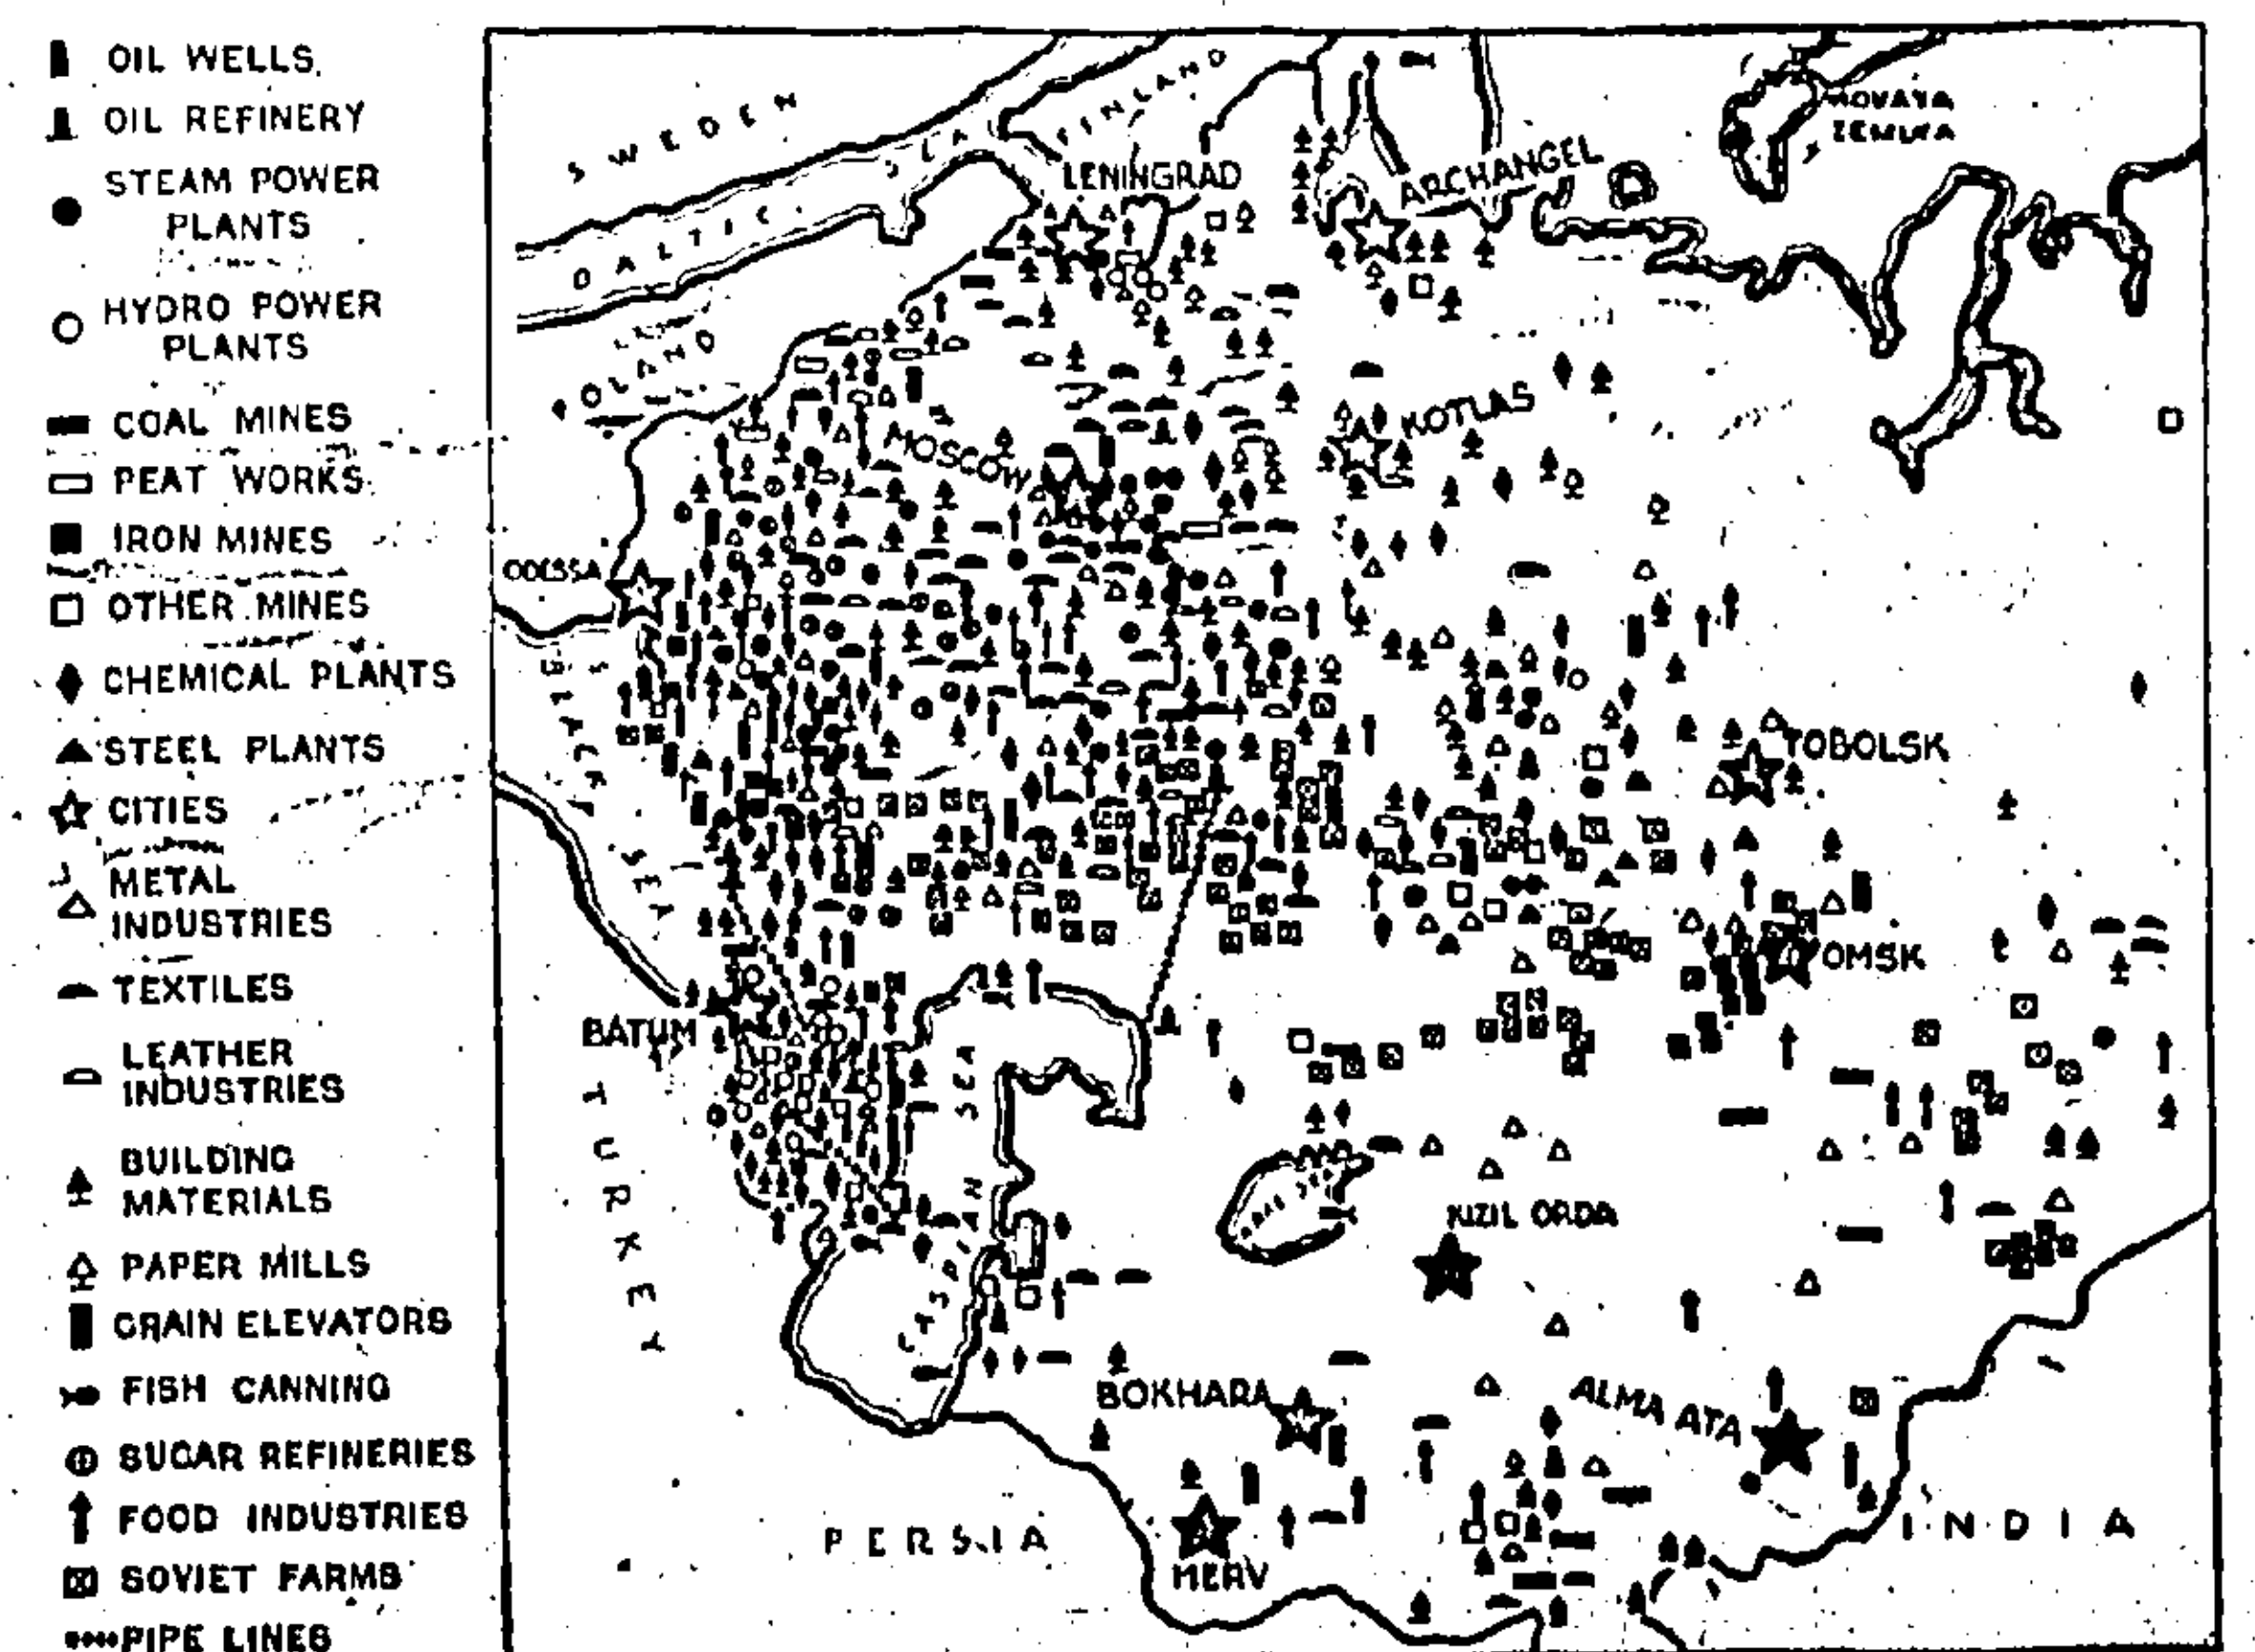 OIL WELLS
OIL REFINERY
STEAM POWER
PLANTS
HYDRO POWER
PLANTS
COAL MINES
PEAT WORKS
IRON MINES
OTHER MINES
CHEMICAL PLANTS
STEEL PLANTS
CITIES
METAL
INDUSTRIES
TEXTILES
LEATHER
INDUSTRIES
BUILDING
MATERIALS
PAPER MILLS
GRAIN ELEVATORS
FISH CANNING
SUGAR REFINERIES
FOOD INDUSTRIES
SOVIET FARMS
PIPE LINES
SWEDEN
FINLAND
BALTIC SEA
NOVAYA
ZEMLYA
LENINGRAD
ARCHANGEL
POLAND
MOSCOW
KOTLAS
ODESSA
BLACK SEA
TOBOLSK
OMSK
BATUM
TURKEY
SEA
KIZIL ORDA
BOKHARA
ALMA ATA
PERSIA
MERV
INDIA